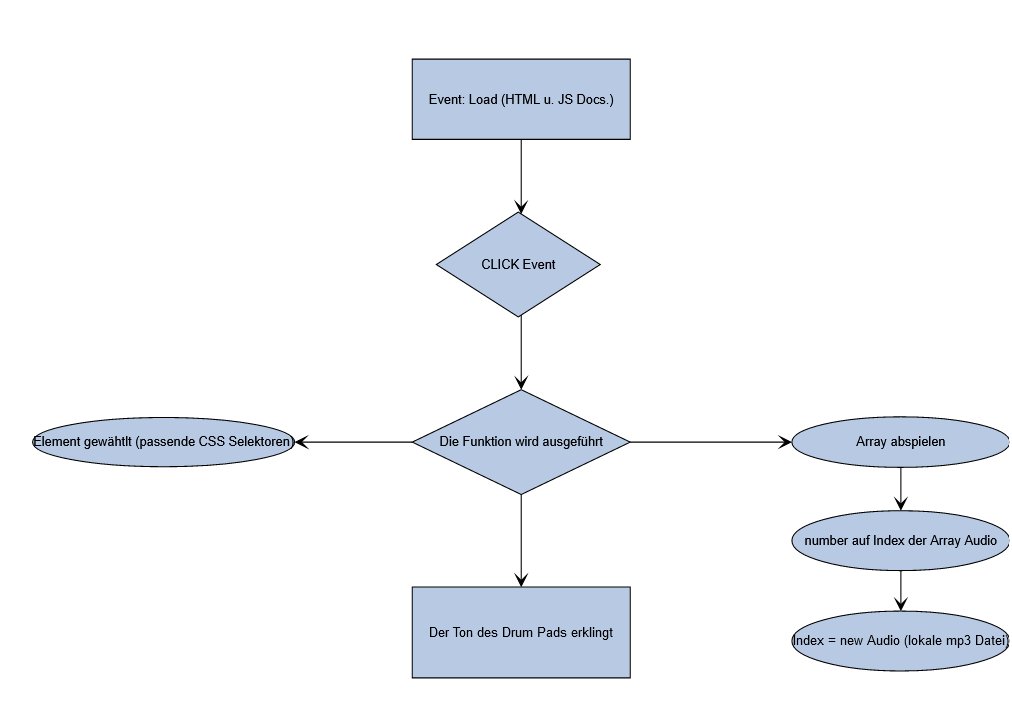 Event: Load (HTML u. JS Docs.)
CLICK Event
Element gewähtlt (passende CSS Selektoren)
Die Funktion wird ausgeführt
Array abspielen
number auf Index der Array Audio
Der Ton des Drum Pads erklingt
Index = new Audio (lokale mp3 Datei)